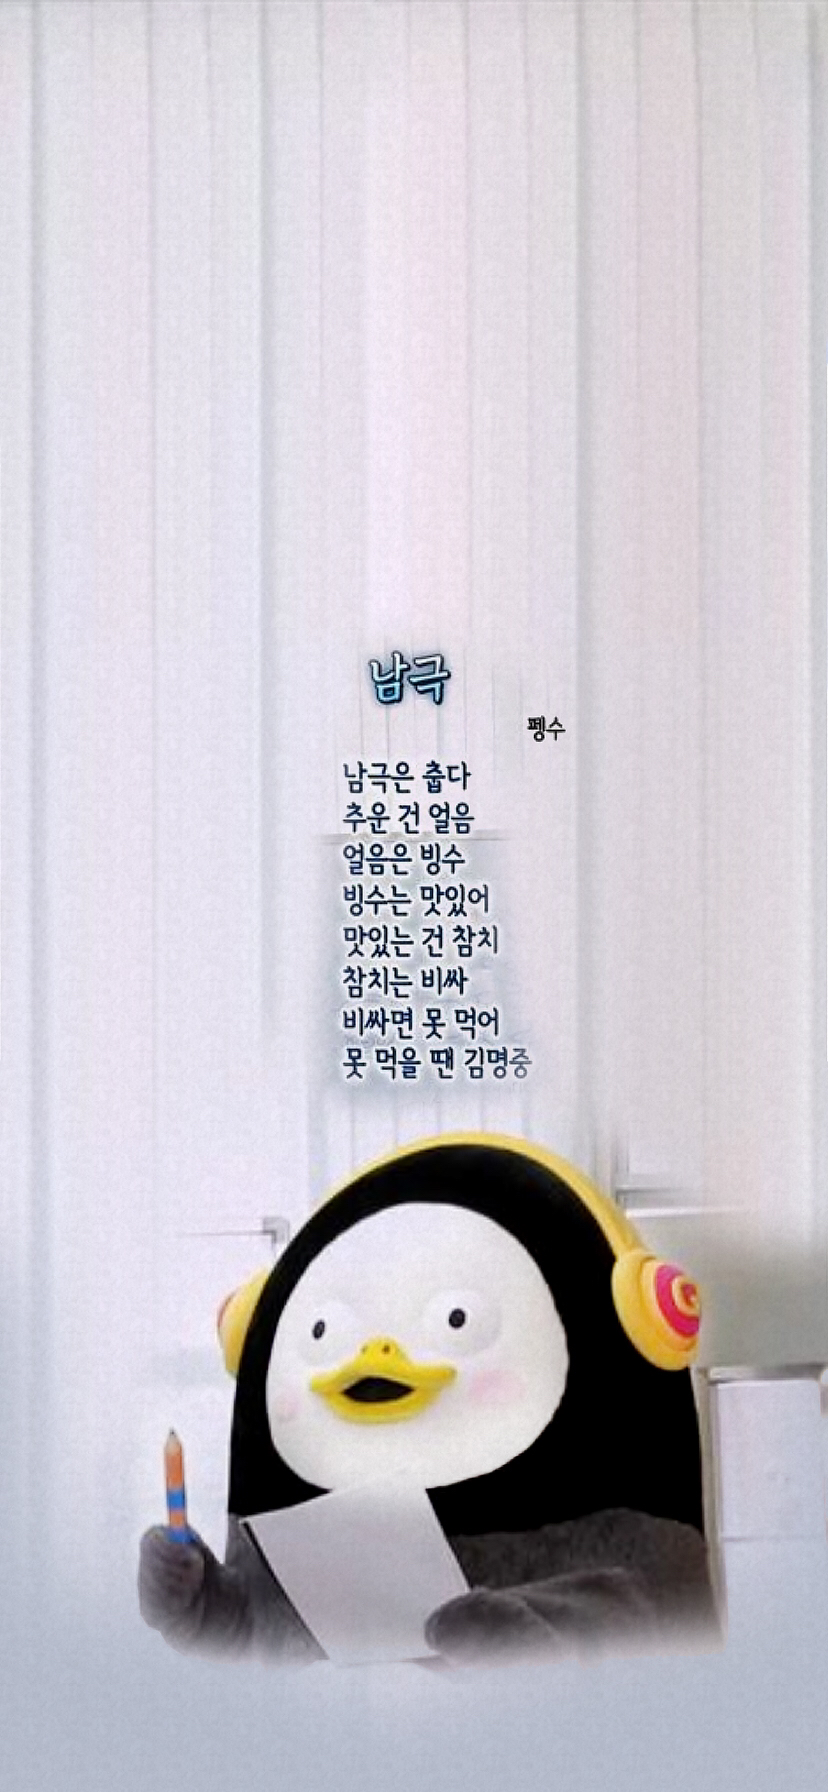 남극
펭수
남극은 춥다
추운 건 얼음
얼음은 빙수
빙수는 맛있어
맛있는 건 참치
참치는 비싸
비싸면 못 먹어
못 먹을 땐 김명중